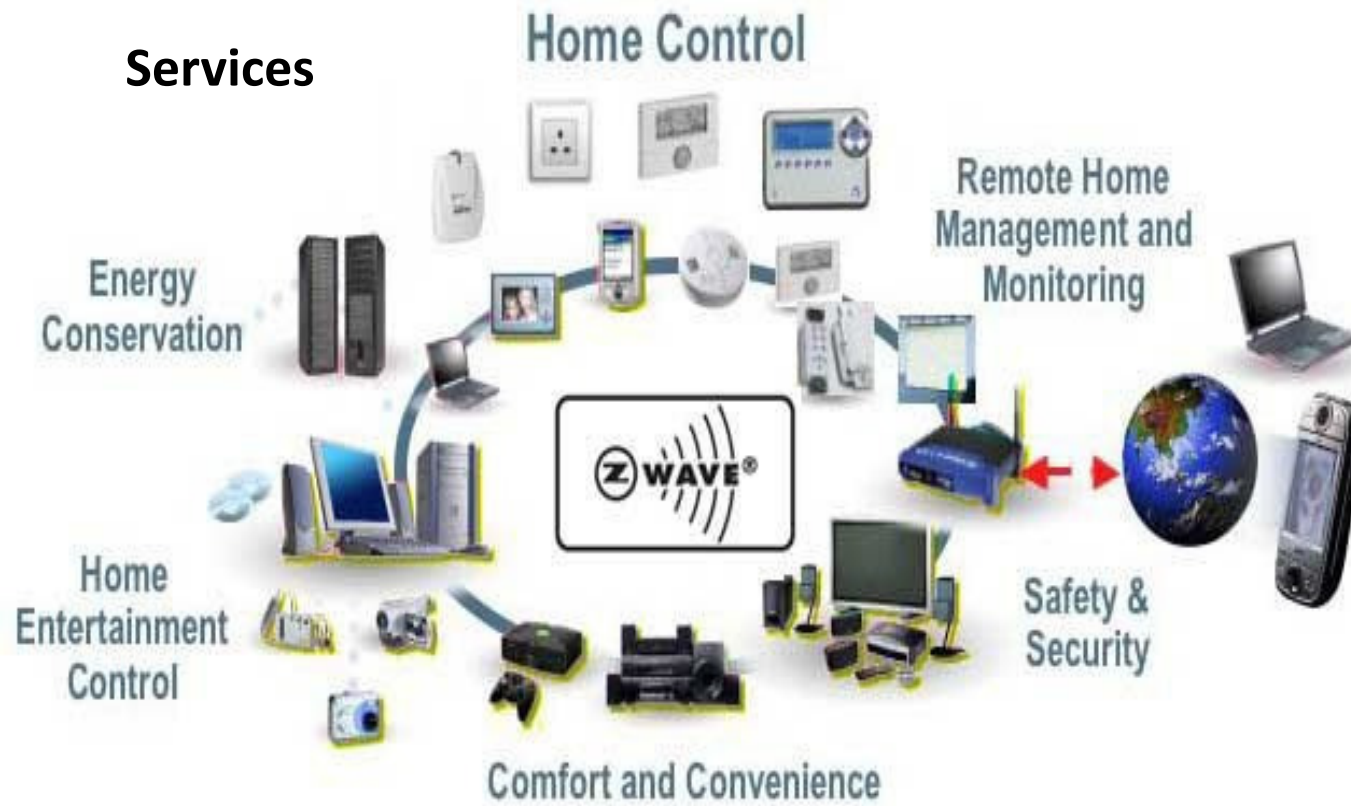 Services
Home Control
Remote Home
Management and
Monitoring
Energy
Conservation
Z WAVE®
Home
Entertainment
Control
Safety &
Security
Comfort and Convenience